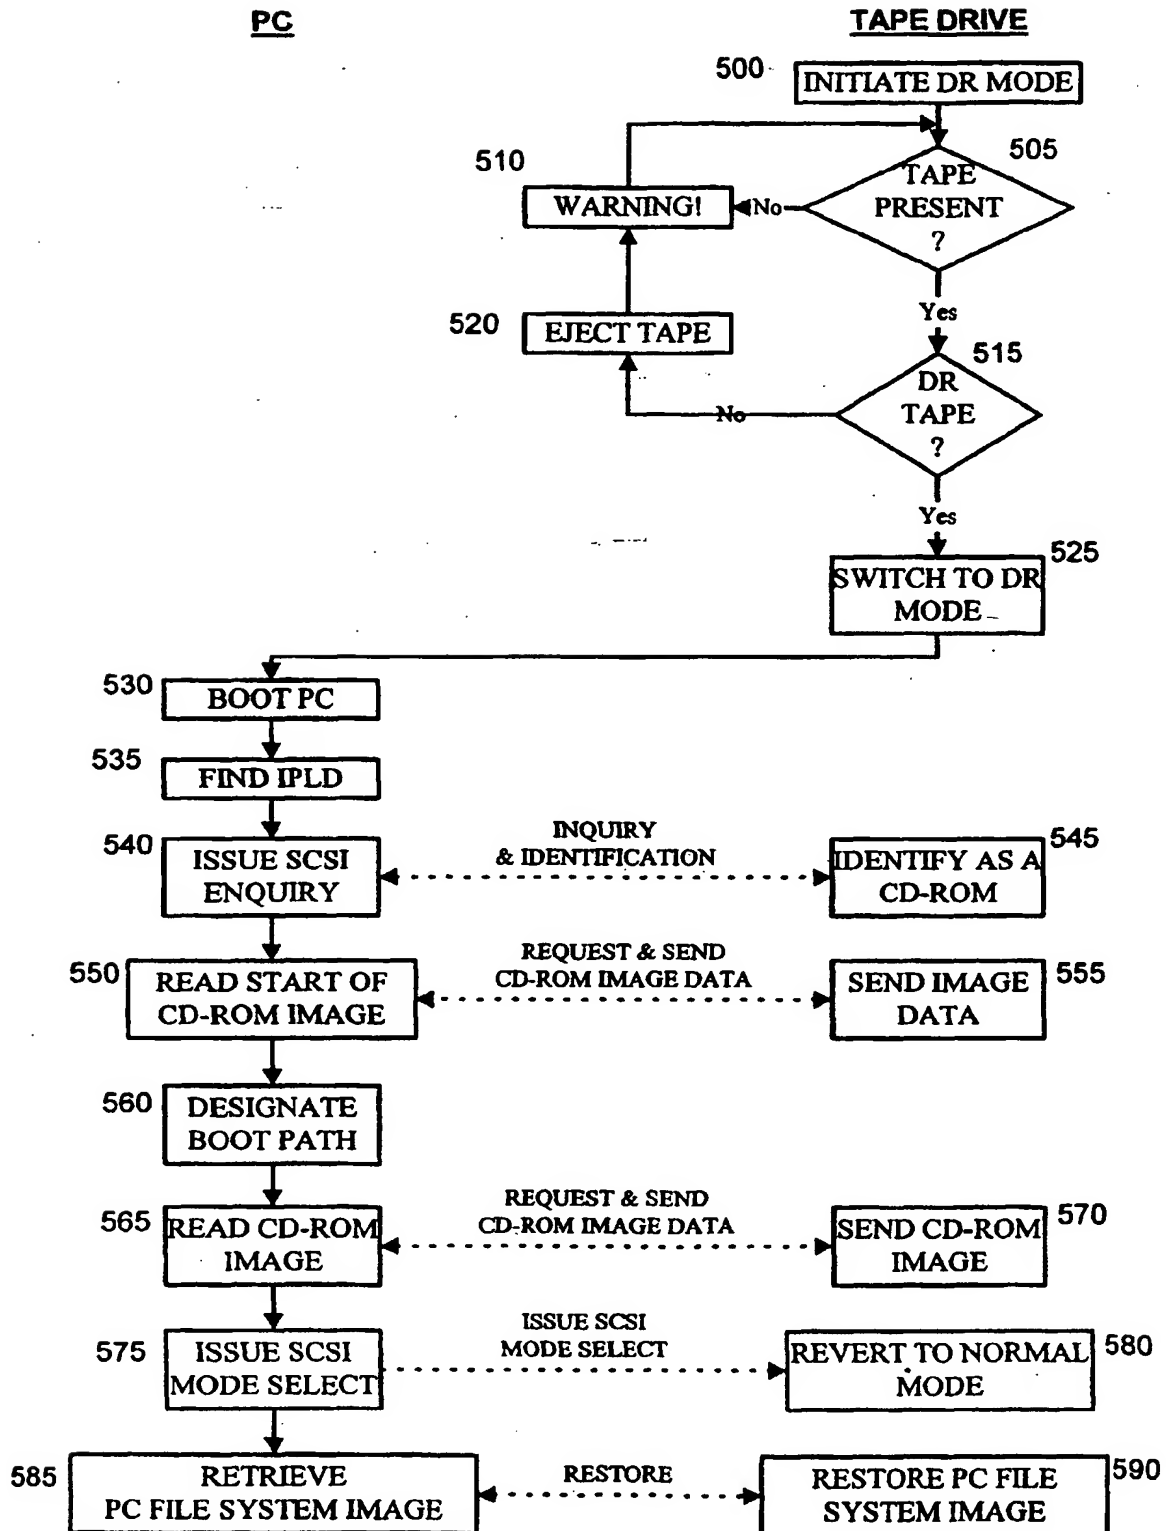 PC
TAPE DRIVE
500
INITIATE DR MODE
505
TAPE
PRESENT
?
510
WARNING!
No
Yes
520
EJECT TAPE
515
DR
TAPE
?
No
Yes
525
SWITCH TO DR
MODE
530
BOOT PC
535
FIND IPLD
540
ISSUE SCSI
ENQUIRY
INQUIRY
& IDENTIFICATION
545
IDENTIFY AS A
CD-ROM
550
READ START OF
CD-ROM IMAGE
REQUEST & SEND
CD-ROM IMAGE DATA
555
SEND IMAGE
DATA
560
DESIGNATE
BOOT PATH
565
READ CD-ROM
IMAGE
REQUEST & SEND
CD-ROM IMAGE DATA
570
SEND CD-ROM
IMAGE
575
ISSUE SCSI
MODE SELECT
ISSUE SCSI
MODE SELECT
580
REVERT TO NORMAL
MODE
585
RETRIEVE
PC FILE SYSTEM IMAGE
RESTORE
590
RESTORE PC FILE
SYSTEM IMAGE